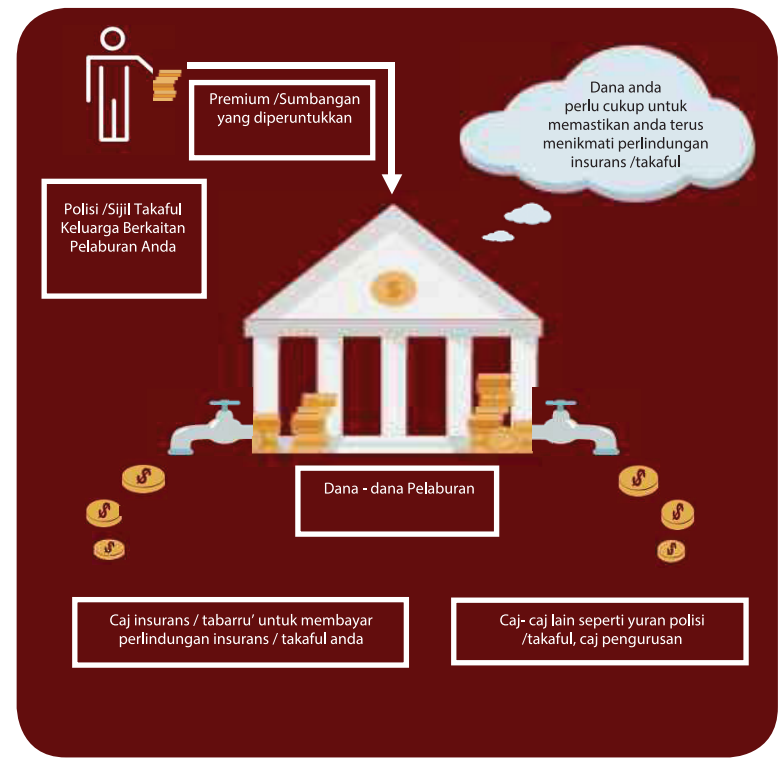 Premium /Sumbangan
yang diperuntukkan
Dana anda
perlu cukup untuk
memastikan anda terus
menikmati perlindungan
insurans /takaful
Polisi /Sijil Takaful
Keluarga Berkaitan
Pelaburan Anda
Dana - dana Pelaburan
Caj insurans / tabarru’ untuk membayar
perlindungan insurans / takaful anda
Caj- caj lain seperti yuran polisi
/takaful, caj pengurusan